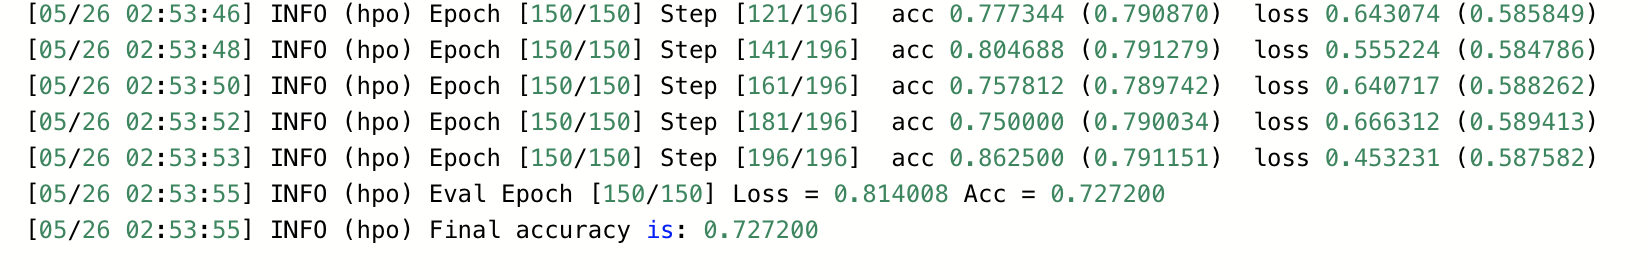 [05/26 02:53:46] INFO (hpo) Epoch [150/150] Step [121/196]  acc 0.777344 (0.790870)  loss 0.643074 (0.585849)
[05/26 02:53:48] INFO (hpo) Epoch [150/150] Step [141/196]  acc 0.804688 (0.791279)  loss 0.555224 (0.584786)
[05/26 02:53:50] INFO (hpo) Epoch [150/150] Step [161/196]  acc 0.757812 (0.789742)  loss 0.640717 (0.588262)
[05/26 02:53:52] INFO (hpo) Epoch [150/150] Step [181/196]  acc 0.750000 (0.790034)  loss 0.666312 (0.589413)
[05/26 02:53:53] INFO (hpo) Epoch [150/150] Step [196/196]  acc 0.862500 (0.791151)  loss 0.453231 (0.587582)
[05/26 02:53:55] INFO (hpo) Eval Epoch [150/150] Loss = 0.814008 Acc = 0.727200
[05/26 02:53:55] INFO (hpo) Final accuracy is: 0.727200